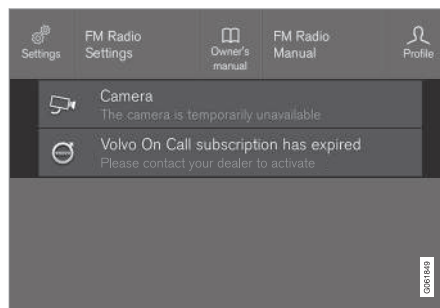 Settings
FM Radio
Settings
Owner's
manual
FM Radio
Manual
Profile
Camera
The camera is temporarily unavailable
VOLVO
Volvo On Call subscription has expired
Please contact your dealer to activate
G061849